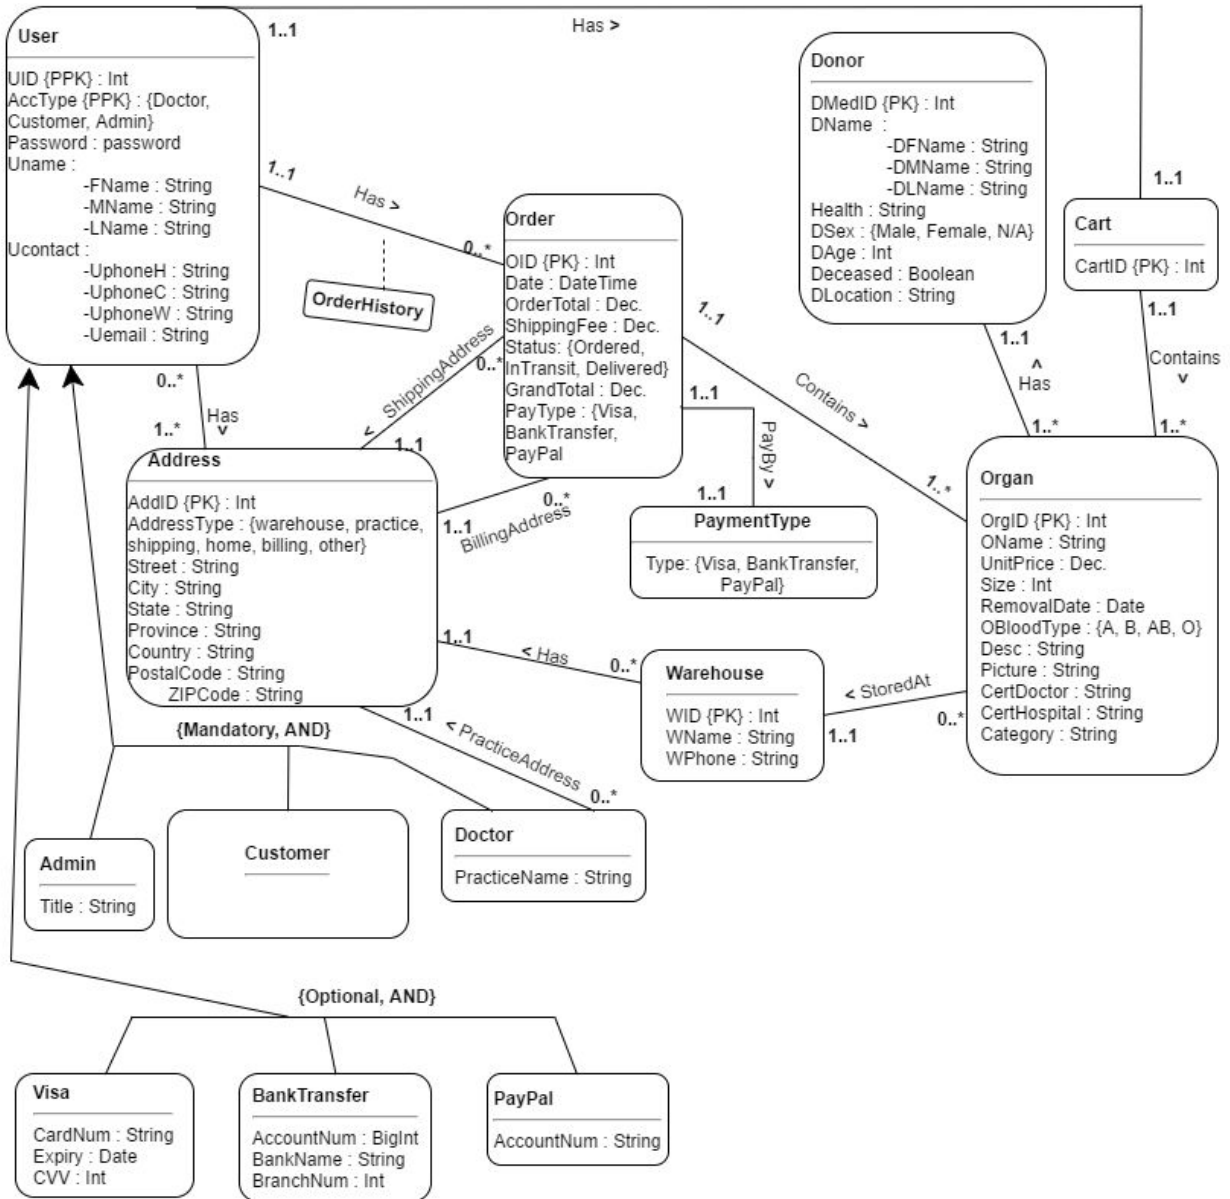 User
UID {PPK} : Int
AccType {PPK} : {Doctor,
Customer, Admin}
Password : password
Uname :
-FName : String
-MName : String
-LName : String
Ucontact :
-UphoneH : String
-UphoneC : String
-UphoneW : String
-Uemail : String
1..1
Has >
1..1
Has >
0..*
OrderHistory
Order
OID {PK} : Int
Date : DateTime
OrderTotal : Dec.
ShippingFee : Dec.
Status: {Ordered,
InTransit, Delivered}
GrandTotal : Dec.
PayType : {Visa,
BankTransfer,
PayPal
Donor
DMedID {PK} : Int
DName :
-DFName : String
-DMName : String
-DLName : String
Health : String
DSex : {Male, Female, N/A}
DAge : Int
Deceased : Boolean
DLocation : String
1..1
Cart
CartID {PK} : Int
1..1
Contains
v
1..*
1..1
^
Has
1..*
1..1
Contains >
1..*
0..*
< ShippingAddress
1..1
0..*
Has
v
1..*
Address
AddID {PK} : Int
AddressType : {warehouse, practice,
shipping, home, billing, other}
Street : String
City : String
State : String
Province : String
Country : String
PostalCode : String
ZIPCode : String
0..*
1..1
BillingAddress
1..1
PayBy >
1..1
PaymentType
Type: {Visa, BankTransfer,
PayPal}
Organ
OrgID {PK} : Int
OName : String
UnitPrice : Dec.
Size : Int
RemovalDate : Date
OBloodType : {A, B, AB, O}
Desc : String
Picture : String
CertDoctor : String
CertHospital : String
Category : String
1..1
< Has
0..*
Warehouse
WID {PK} : Int
WName : String
WPhone : String
< StoredAt
0..*
1..1
1..1
< PracticeAddress
0..*
{Mandatory, AND}
Admin
Title : String
Customer
Doctor
PracticeName : String
{Optional, AND}
Visa
CardNum : String
Expiry : Date
CVV : Int
BankTransfer
AccountNum : BigInt
BankName : String
BranchNum : Int
PayPal
AccountNum : String